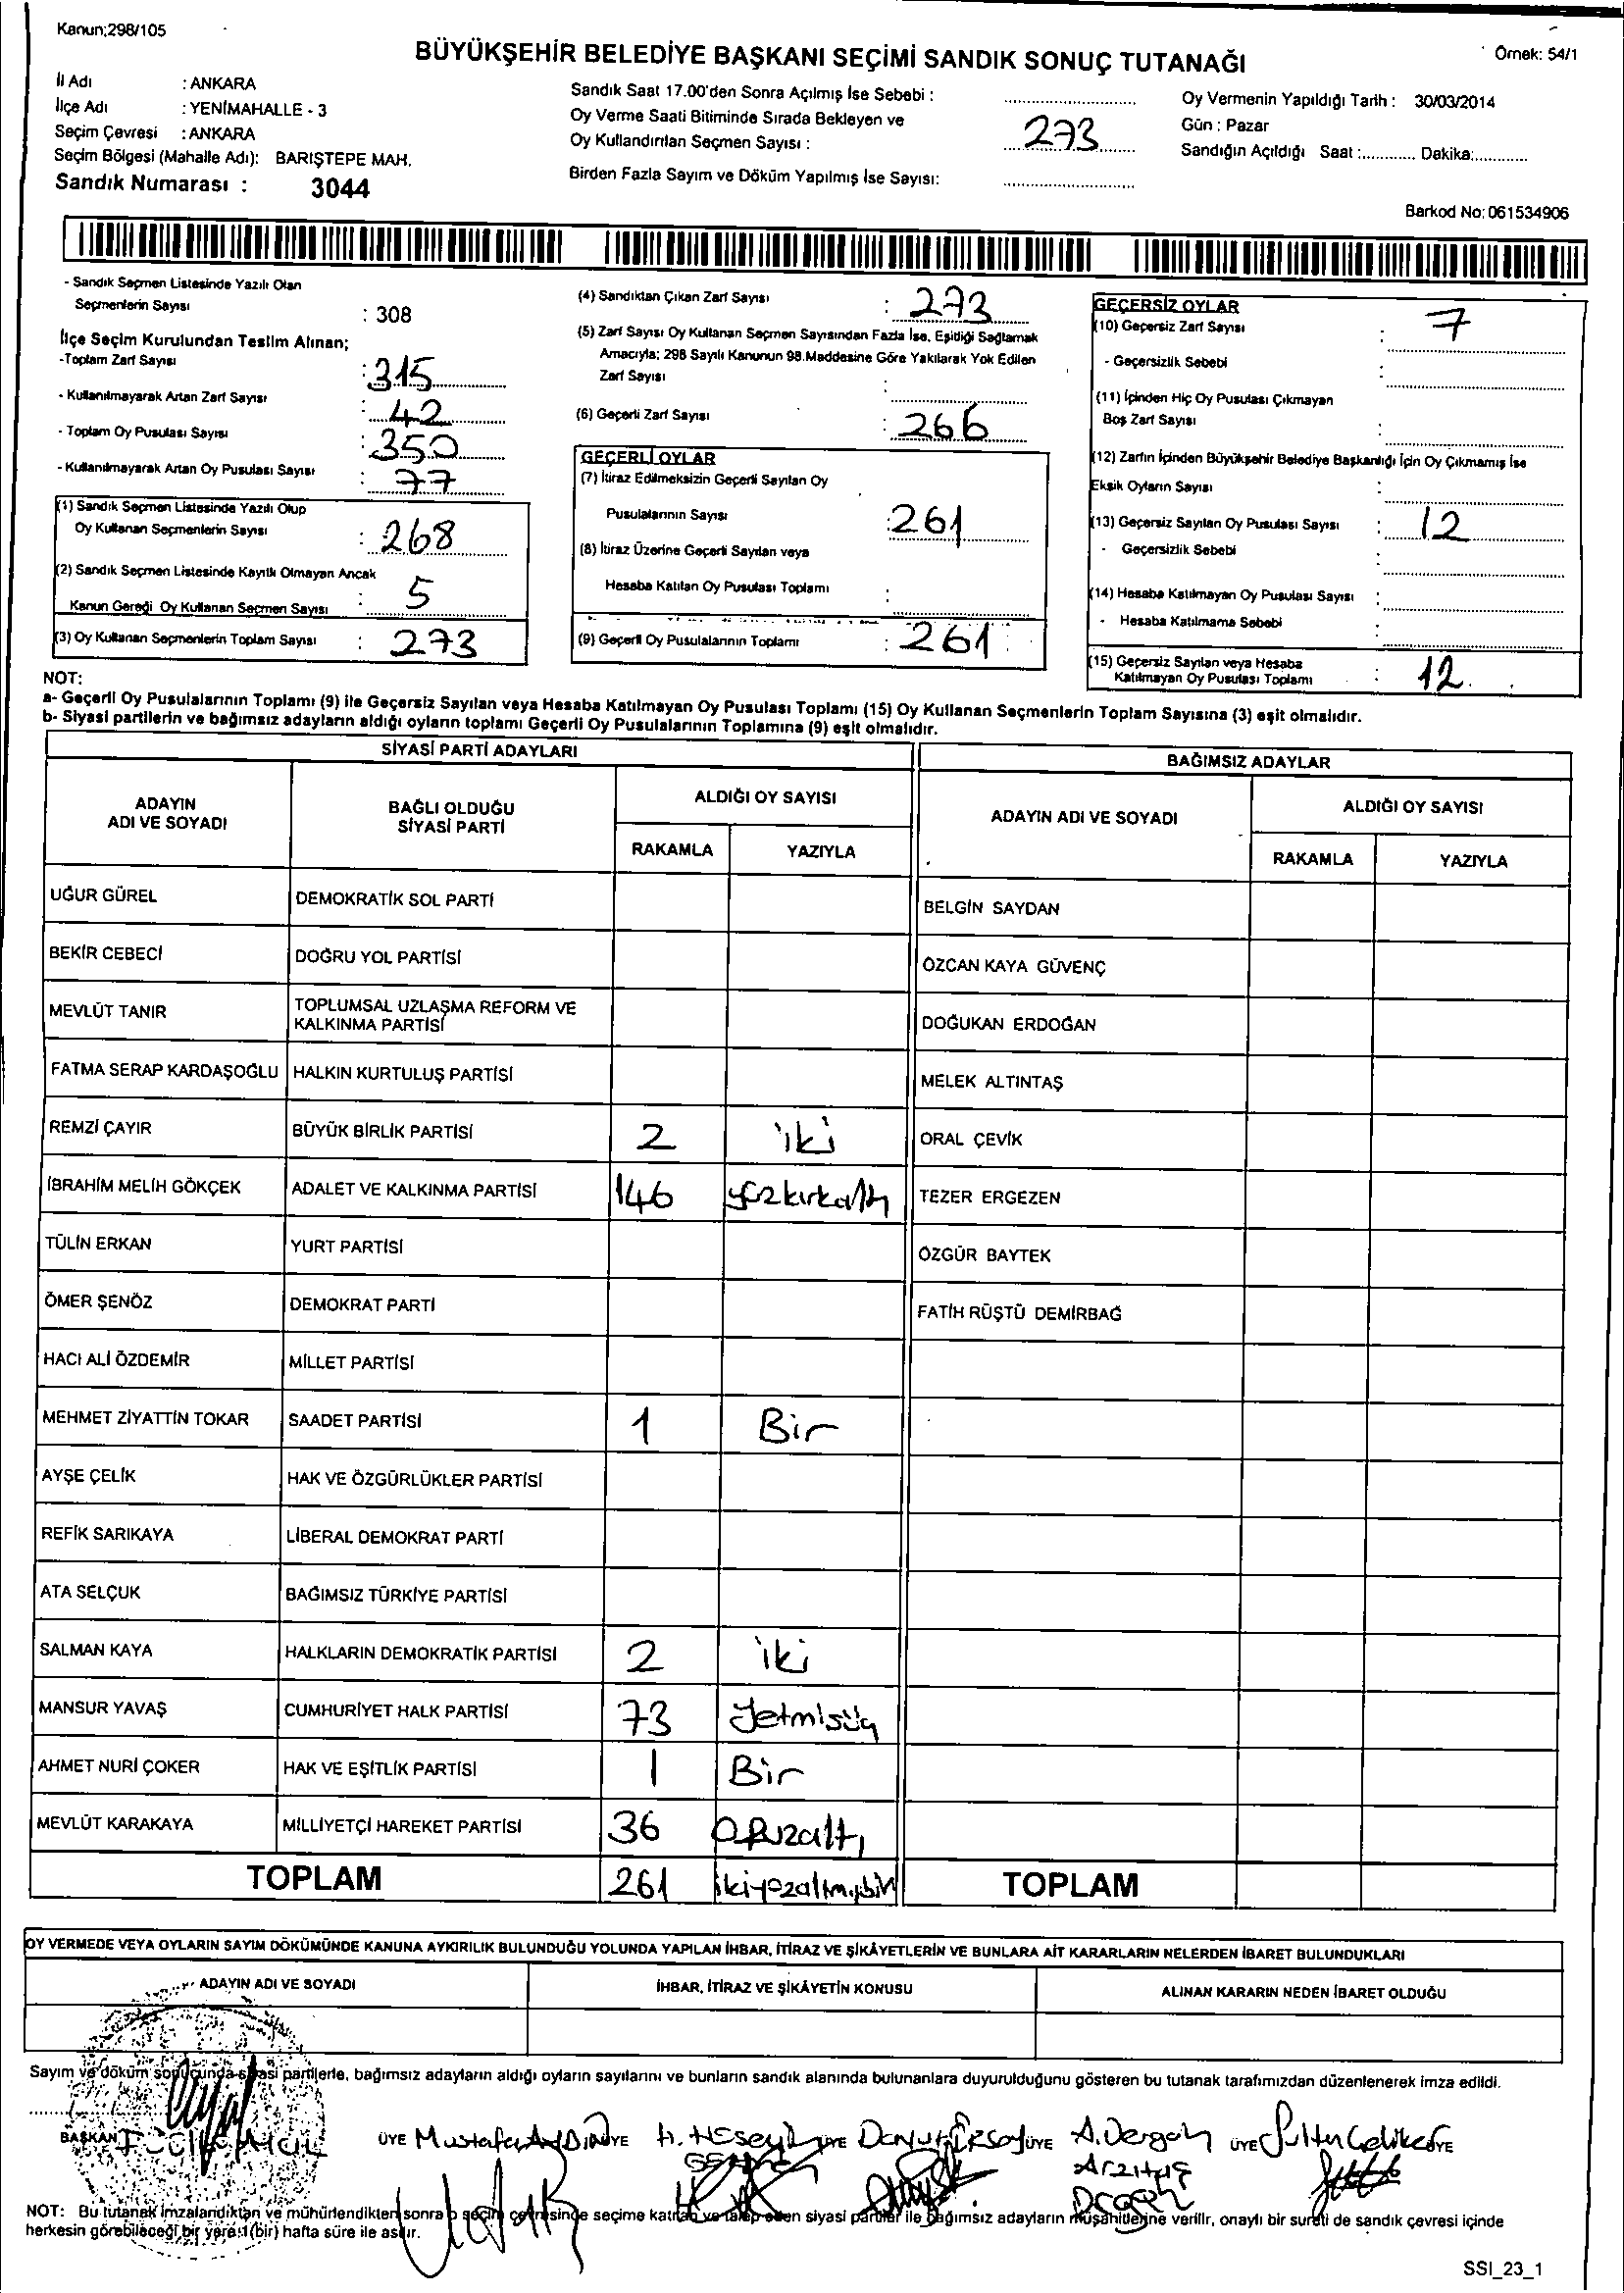 Kanun;298/105
BÜYÜKŞEHİR BELEDİYE BAŞKANI SEÇİMİ SANDIK SONUÇ TUTANAĞI
Örnek: 54/1
İl Adı : ANKARA
İlçe Adı : YENİMAHALLE - 3
Seçim Çevresi : ANKARA
Seçim Bölgesi (Mahalle Adı): BARIŞTEPE MAH.
Sandık Numarası : 3044
Sandık Saat 17.00'den Sonra Açılmış İse Sebebi :
Oy Verme Saati Bitiminde Sırada Bekleyen ve
Oy Kullandırılan Seçmen Sayısı : 273
Birden Fazla Sayım ve Döküm Yapılmış İse Sayısı:
Oy Vermenin Yapıldığı Tarih : 30/03/2014
Gün : Pazar
Sandığın Açıldığı Saat :............ Dakika:............
Barkod No: 061534906
- Sandık Seçmen Listesinde Yazılı Olan
Seçmenlerin Sayısı : 308
İlçe Seçim Kurulundan Teslim Alınan;
-Toplam Zarf Sayısı : 315
- Kullanılmayarak Artan Zarf Sayısı : 42
- Toplam Oy Pusulası Sayısı : 350
- Kullanılmayarak Artan Oy Pusulası Sayısı : 77
(1) Sandık Seçmen Listesinde Yazılı Olup
Oy Kullanan Seçmenlerin Sayısı : 268
(2) Sandık Seçmen Listesinde Kayıtlı Olmayan Ancak
Kanun Gereği Oy Kullanan Seçmen Sayısı : 5
(3) Oy Kullanan Seçmenlerin Toplam Sayısı : 273
(4) Sandıktan Çıkan Zarf Sayısı : 273
(5) Zarf Sayısı Oy Kullanan Seçmen Sayısından Fazla İse, Eşitliği Sağlamak
Amacıyla; 298 Sayılı Kanunun 98.Maddesine Göre Yakılarak Yok Edilen
Zarf Sayısı :
(6) Geçerli Zarf Sayısı : 266
GEÇERLİ OYLAR
(7) İtiraz Edilmeksizin Geçerli Sayılan Oy
Pusulalarının Sayısı : 261
(8) İtiraz Üzerine Geçerli Sayılan veya
Hesaba Katılan Oy Pusulası Toplamı :
(9) Geçerli Oy Pusulalarının Toplamı : 261
GEÇERSİZ OYLAR
(10) Geçersiz Zarf Sayısı : 7
- Geçersizlik Sebebi :
(11) İçinden Hiç Oy Pusulası Çıkmayan
Boş Zarf Sayısı :
(12) Zarfın İçinden Büyükşehir Belediye Başkanlığı İçin Oy Çıkmamış İse
Eksik Oyların Sayısı :
(13) Geçersiz Sayılan Oy Pusulası Sayısı : 12
- Geçersizlik Sebebi :
(14) Hesaba Katılmayan Oy Pusulası Sayısı :
- Hesaba Katılmama Sebebi :
(15) Geçersiz Sayılan veya Hesaba
Katılmayan Oy Pusulası Toplamı : 12
NOT:
a- Geçerli Oy Pusulalarının Toplamı (9) ile Geçersiz Sayılan veya Hesaba Katılmayan Oy Pusulası Toplamı (15) Oy Kullanan Seçmenlerin Toplam Sayısına (3) eşit olmalıdır.
b- Siyasi partilerin ve bağımsız adayların aldığı oyların toplamı Geçerli Oy Pusulalarının Toplamına (9) eşit olmalıdır.
SİYASİ PARTİ ADAYLARI
BAĞIMSIZ ADAYLAR
ADAYIN ADI VE SOYADI
BAĞLI OLDUĞU SİYASİ PARTİ
ALDIĞI OY SAYISI
RAKAMLA YAZIYLA
ADAYIN ADI VE SOYADI
ALDIĞI OY SAYISI
RAKAMLA YAZIYLA
UĞUR GÜREL DEMOKRATİK SOL PARTİ BELGİN SAYDAN
BEKİR CEBECİ DOĞRU YOL PARTİSİ ÖZCAN KAYA GÜVENÇ
MEVLÜT TANIR TOPLUMSAL UZLAŞMA REFORM VE KALKINMA PARTİSİ DOĞUKAN ERDOĞAN
FATMA SERAP KARDAŞOĞLU HALKIN KURTULUŞ PARTİSİ MELEK ALTINTAŞ
REMZİ ÇAYIR BÜYÜK BİRLİK PARTİSİ 2 iki ORAL ÇEVİK
İBRAHİM MELİH GÖKÇEK ADALET VE KALKINMA PARTİSİ 146 yüzkırkaltı TEZER ERGEZEN
TÜLİN ERKAN YURT PARTİSİ ÖZGÜR BAYTEK
ÖMER ŞENÖZ DEMOKRAT PARTİ FATİH RÜŞTÜ DEMİRBAĞ
HACI ALİ ÖZDEMİR MİLLET PARTİSİ
MEHMET ZİYATTİN TOKAR SAADET PARTİSİ 1 Bir
AYŞE ÇELİK HAK VE ÖZGÜRLÜKLER PARTİSİ
REFİK SARIKAYA LİBERAL DEMOKRAT PARTİ
ATA SELÇUK BAĞIMSIZ TÜRKİYE PARTİSİ
SALMAN KAYA HALKLARIN DEMOKRATİK PARTİSİ 2 iki
MANSUR YAVAŞ CUMHURİYET HALK PARTİSİ 73 Yetmisüç
AHMET NURİ ÇOKER HAK VE EŞİTLİK PARTİSİ 1 Bir
MEVLÜT KARAKAYA MİLLİYETÇİ HAREKET PARTİSİ 36 Otuzaltı
TOPLAM 261 ikiyüzaltmışbir TOPLAM
OY VERMEDE VEYA OYLARIN SAYIM DÖKÜMÜNDE KANUNA AYKIRILIK BULUNDUĞU YOLUNDA YAPILAN İHBAR, İTİRAZ VE ŞİKÂYETLERİN VE BUNLARA AİT KARARLARIN NELERDEN İBARET BULUNDUKLARI
ADAYIN ADI VE SOYADI İHBAR, İTİRAZ VE ŞİKÂYETİN KONUSU ALINAN KARARIN NEDEN İBARET OLDUĞU
Sayım ve döküm sonucunda siyasi partilerle, bağımsız adayların aldığı oyların sayılarını ve bunların sandık alanında bulunanlara duyurulduğunu gösteren bu tutanak tarafımızdan düzenlenerek imza edildi.
BAŞKAN ÜYE Mustafa AYDIN ÜYE H. Hüseyin ÜYE ÜYE A. Dergah ÜYE ÜYE
NOT: Bu tutanak imzalandıktan ve mühürlendikten sonra o seçim çevresinde seçime katılan ve talep eden siyasi partiler ile bağımsız adayların müşahitlerine verilir, onaylı bir sureti de sandık çevresi içinde
herkesin görebileceği bir yere 1 (bir) hafta süre ile asılır.
SSI_23_1